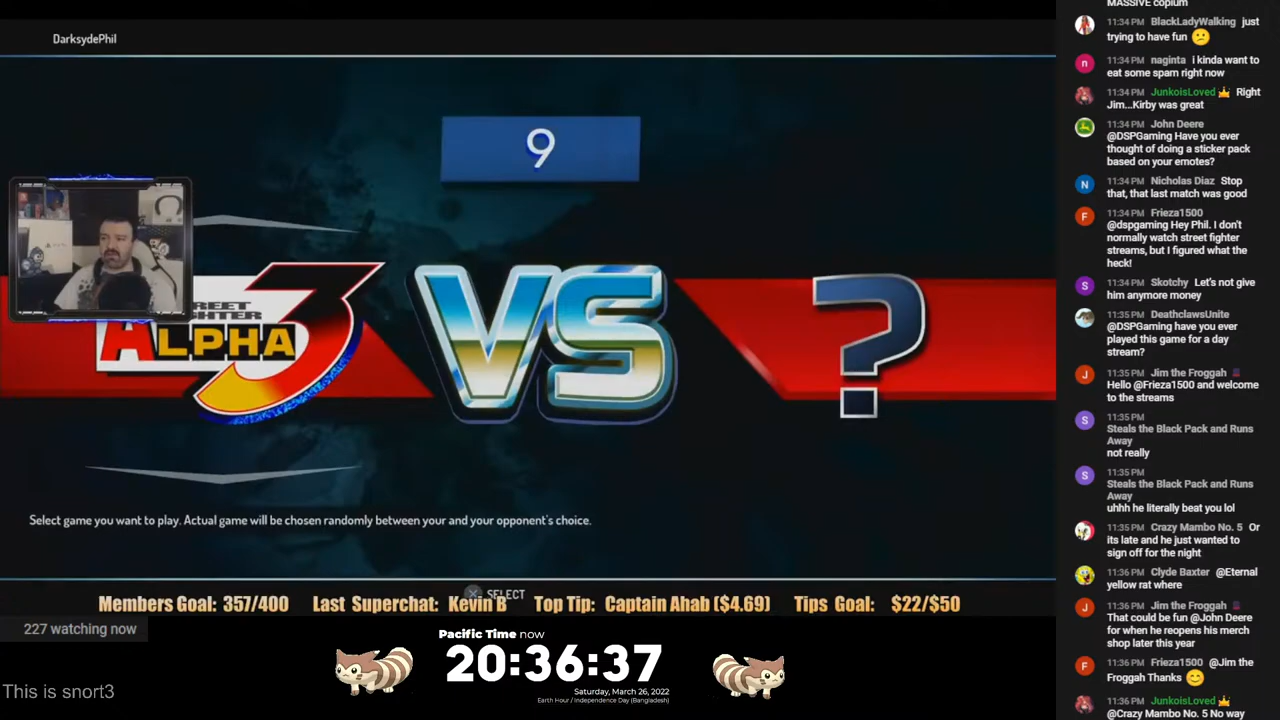 DarksydePhil
9
STREET
FIGHTER
ALPHA 3
VS
?
Select game you want to play. Actual game will be chosen randomly between your and your opponent's choice.
SELECT
Members Goal: 357/400 Last Superchat: Kevin B Top Tip: Captain Ahab ($4.69) Tips Goal: $22/$50
227 watching now
Pacific Time now
20:36:37
Saturday, March 26, 2022
Earth Hour / Independence Day (Bangladesh)
This is snort3
MASSIVE copium
11:34 PM BlackLadyWalking just
trying to have fun 😕
n
11:34 PM naginta i kinda want to
eat some spam right now
11:34 PM JunkoisLoved Right
Jim...Kirby was great
11:34 PM John Deere
@DSPGaming Have you ever
thought of doing a sticker pack
based on your emotes?
N
11:34 PM Nicholas Diaz Stop
that, that last match was good
F
11:34 PM Frieza1500
@dspgaming Hey Phil. I don't
normally watch street fighter
streams, but I figured what the
heck!
S
11:34 PM Skotchy Let's not give
him anymore money
11:35 PM DeathclawsUnite
@DSPGaming have you ever
played this game for a day
stream?
J
11:35 PM Jim the Froggah
Hello @Frieza1500 and welcome
to the streams
S
11:35 PM
Steals the Black Pack and Runs
Away
not really
S
11:35 PM
Steals the Black Pack and Runs
Away
uhhh he literally beat you lol
11:35 PM Crazy Mambo No. 5 Or
its late and he just wanted to
sign off for the night
11:36 PM Clyde Baxter @Eternal
yellow rat where
J
11:36 PM Jim the Froggah
That could be fun @John Deere
for when he reopens his merch
shop later this year
F
11:36 PM Frieza1500 @Jim the
Froggah Thanks 😊
11:36 PM JunkoisLoved
@Crazy Mambo No. 5 No way